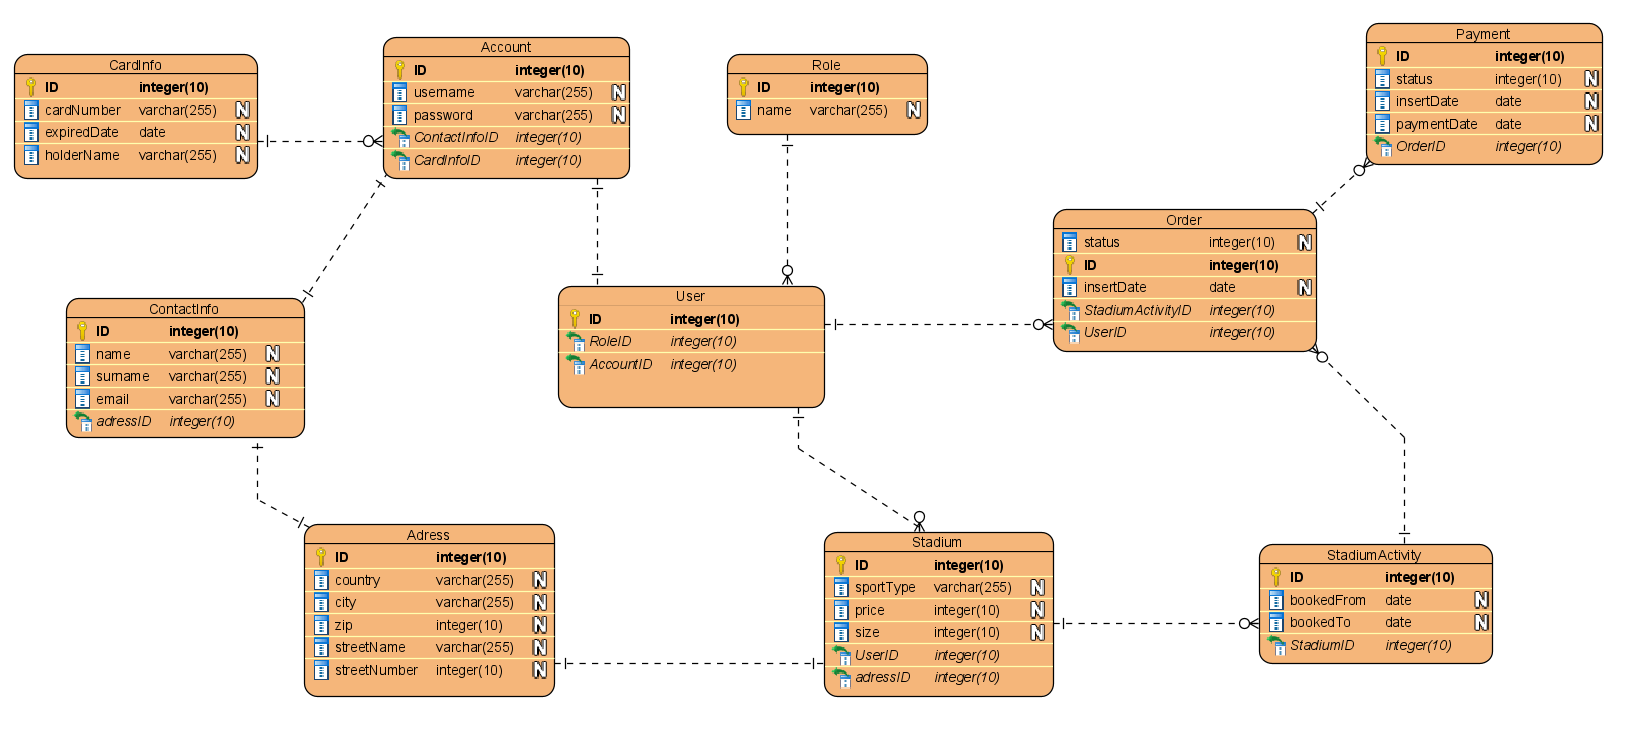 CardInfo
ID integer(10)
cardNumber varchar(255) N
expiredDate date N
holderName varchar(255) N
Account
ID integer(10)
username varchar(255) N
password varchar(255) N
ContactInfoID integer(10)
CardInfoID integer(10)
Role
ID integer(10)
name varchar(255) N
Payment
ID integer(10)
status integer(10) N
insertDate date N
paymentDate date N
OrderID integer(10)
Order
status integer(10) N
ID integer(10)
insertDate date N
StadiumActivityID integer(10)
UserID integer(10)
ContactInfo
ID integer(10)
name varchar(255) N
surname varchar(255) N
email varchar(255) N
adressID integer(10)
User
ID integer(10)
RoleID integer(10)
AccountID integer(10)
Adress
ID integer(10)
country varchar(255) N
city varchar(255) N
zip integer(10) N
streetName varchar(255) N
streetNumber integer(10) N
Stadium
ID integer(10)
sportType varchar(255) N
price integer(10) N
size integer(10) N
UserID integer(10)
adressID integer(10)
StadiumActivity
ID integer(10)
bookedFrom date N
bookedTo date N
StadiumID integer(10)